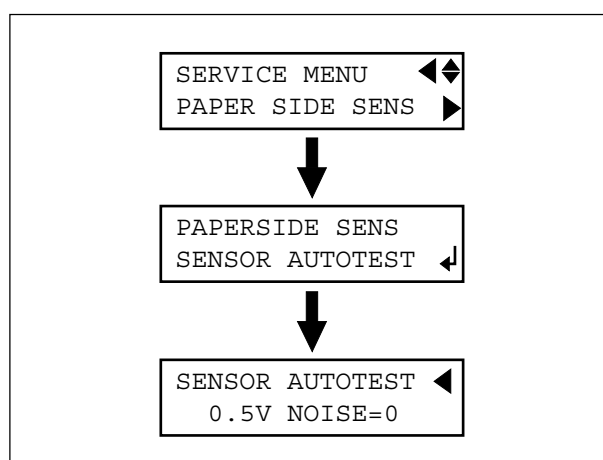 SERVICE MENU
PAPER SIDE SENS
PAPERSIDE SENS
SENSOR AUTOTEST
SENSOR AUTOTEST
0.5V NOISE=0